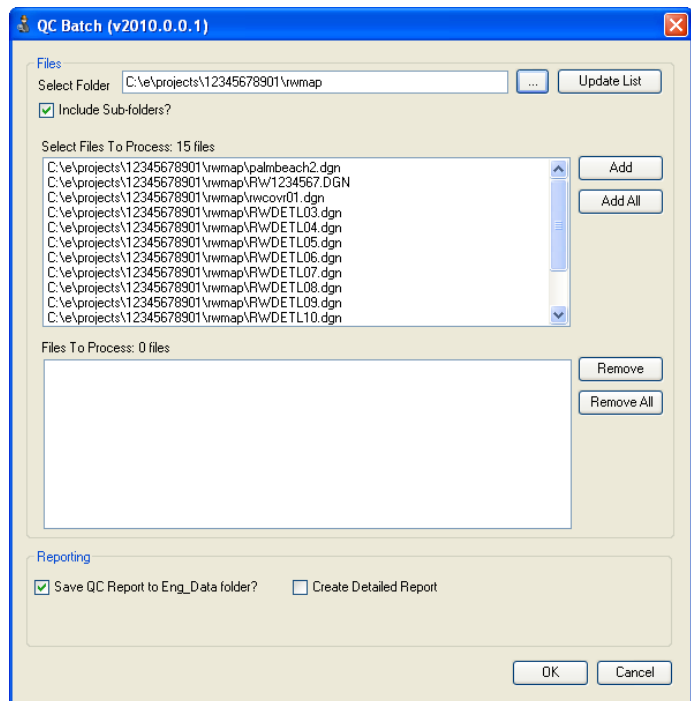 QC Batch (v2010.0.0.1)
Files
Select Folder C:\e\projects\12345678901\rwmap ... Update List
Include Sub-folders?
Select Files To Process: 15 files
C:\e\projects\12345678901\rwmap\palmbeach2.dgn
C:\e\projects\12345678901\rwmap\RW1234567.DGN
C:\e\projects\12345678901\rwmap\rwcovr01.dgn
C:\e\projects\12345678901\rwmap\RWDETL03.dgn
C:\e\projects\12345678901\rwmap\RWDETL04.dgn
C:\e\projects\12345678901\rwmap\RWDETL05.dgn
C:\e\projects\12345678901\rwmap\RWDETL06.dgn
C:\e\projects\12345678901\rwmap\RWDETL07.dgn
C:\e\projects\12345678901\rwmap\RWDETL08.dgn
C:\e\projects\12345678901\rwmap\RWDETL09.dgn
C:\e\projects\12345678901\rwmap\RWDETL10.dgn
Add
Add All
Files To Process: 0 files
Remove
Remove All
Reporting
Save QC Report to Eng_Data folder? Create Detailed Report
OK Cancel